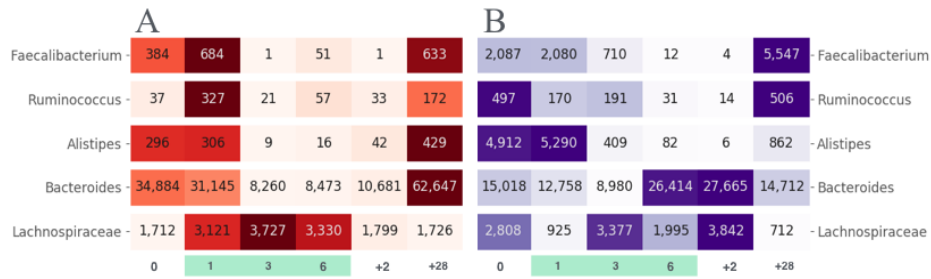 A B
Faecalibacterium 384 684 1 51 1 633 2,087 2,080 710 12 4 5,547 Faecalibacterium
Ruminococcus 37 327 21 57 33 172 497 170 191 31 14 506 Ruminococcus
Alistipes 296 306 9 16 42 429 4,912 5,290 409 82 6 862 Alistipes
Bacteroides 34,884 31,145 8,260 8,473 10,681 62,647 15,018 12,758 8,980 26,414 27,665 14,712 Bacteroides
Lachnospiraceae 1,712 3,121 3,727 3,330 1,799 1,726 2,808 925 3,377 1,995 3,842 712 Lachnospiraceae
0 1 3 6 +2 +28 0 1 3 6 +2 +28